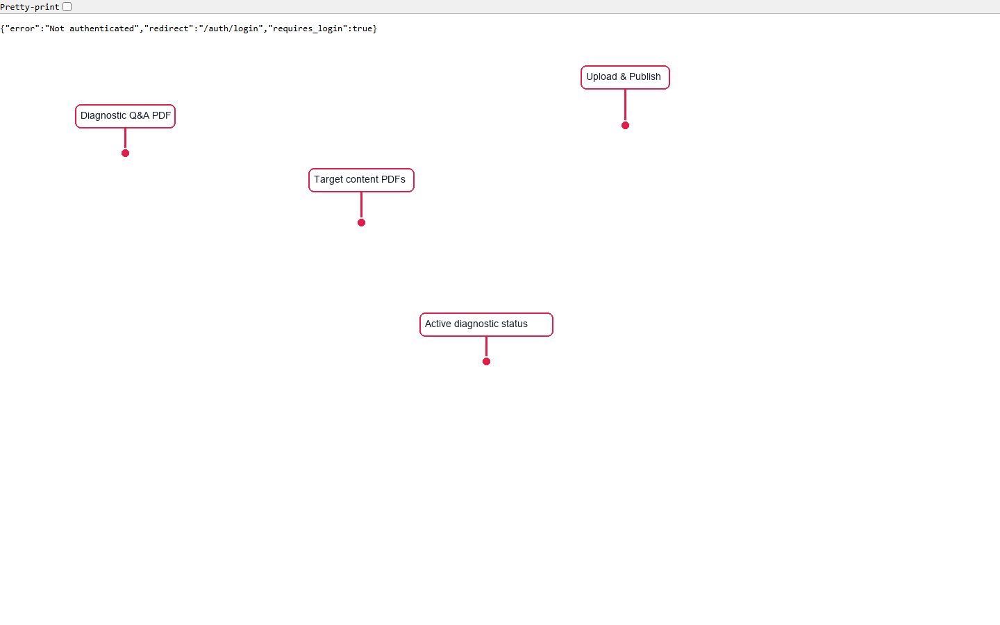 Pretty-print
{"error":"Not authenticated","redirect":"/auth/login","requires_login":true}
Upload & Publish
Diagnostic Q&A PDF
Target content PDFs
Active diagnostic status